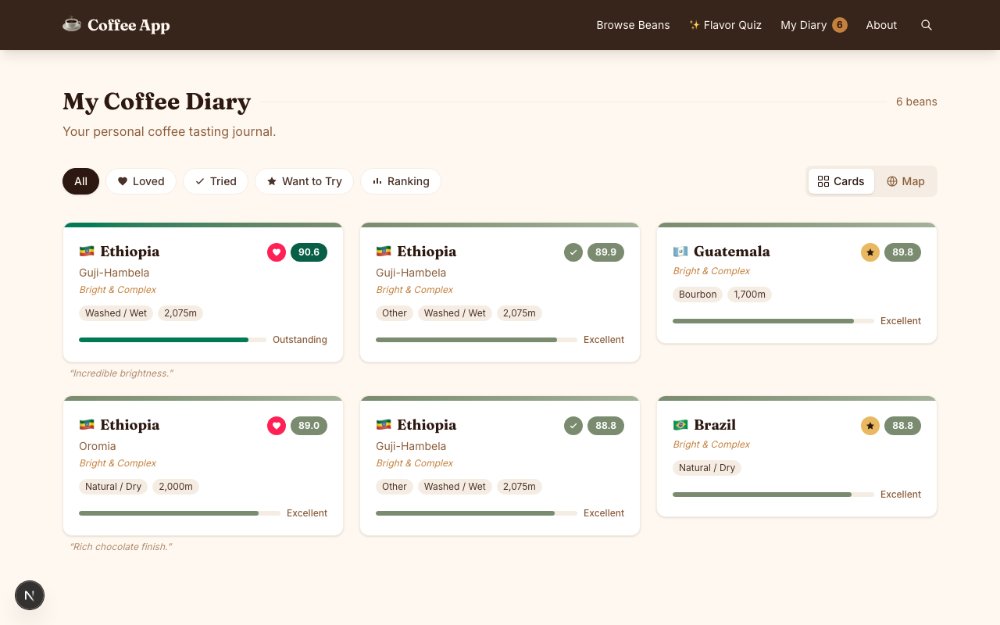 Coffee App
Browse Beans
✨ Flavor Quiz
My Diary 6
About
My Coffee Diary
6 beans
Your personal coffee tasting journal.
All
Loved
Tried
Want to Try
Ranking
Cards
Map
Ethiopia
90.6
Guji-Hambela
Bright & Complex
Washed / Wet
2,075m
Outstanding
“Incredible brightness.”
Ethiopia
89.9
Guji-Hambela
Bright & Complex
Other
Washed / Wet
2,075m
Excellent
Guatemala
89.8
Bright & Complex
Bourbon
1,700m
Excellent
Ethiopia
89.0
Oromia
Bright & Complex
Natural / Dry
2,000m
Excellent
“Rich chocolate finish.”
Ethiopia
88.8
Guji-Hambela
Bright & Complex
Other
Washed / Wet
2,075m
Excellent
Brazil
88.8
Bright & Complex
Natural / Dry
Excellent
N